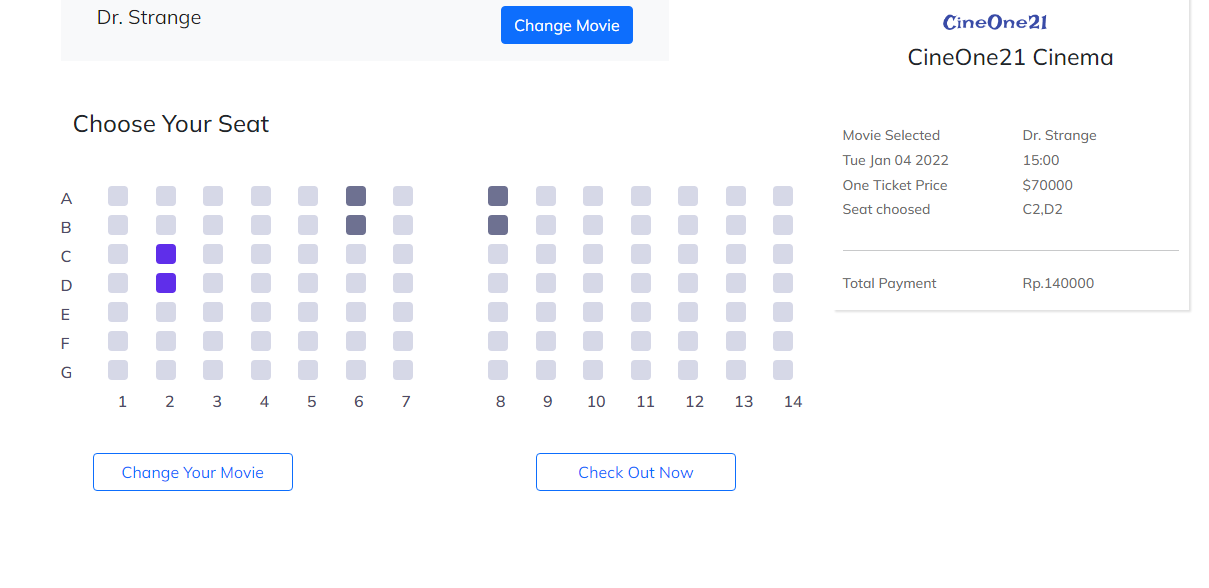 Dr. Strange
Change Movie
Choose Your Seat
A
B
C
D
E
F
G
1 2 3 4 5 6 7 8 9 10 11 12 13 14
Change Your Movie
Check Out Now
CineOne21
CineOne21 Cinema
Movie Selected Dr. Strange
Tue Jan 04 2022 15:00
One Ticket Price $70000
Seat choosed C2,D2
Total Payment Rp.140000